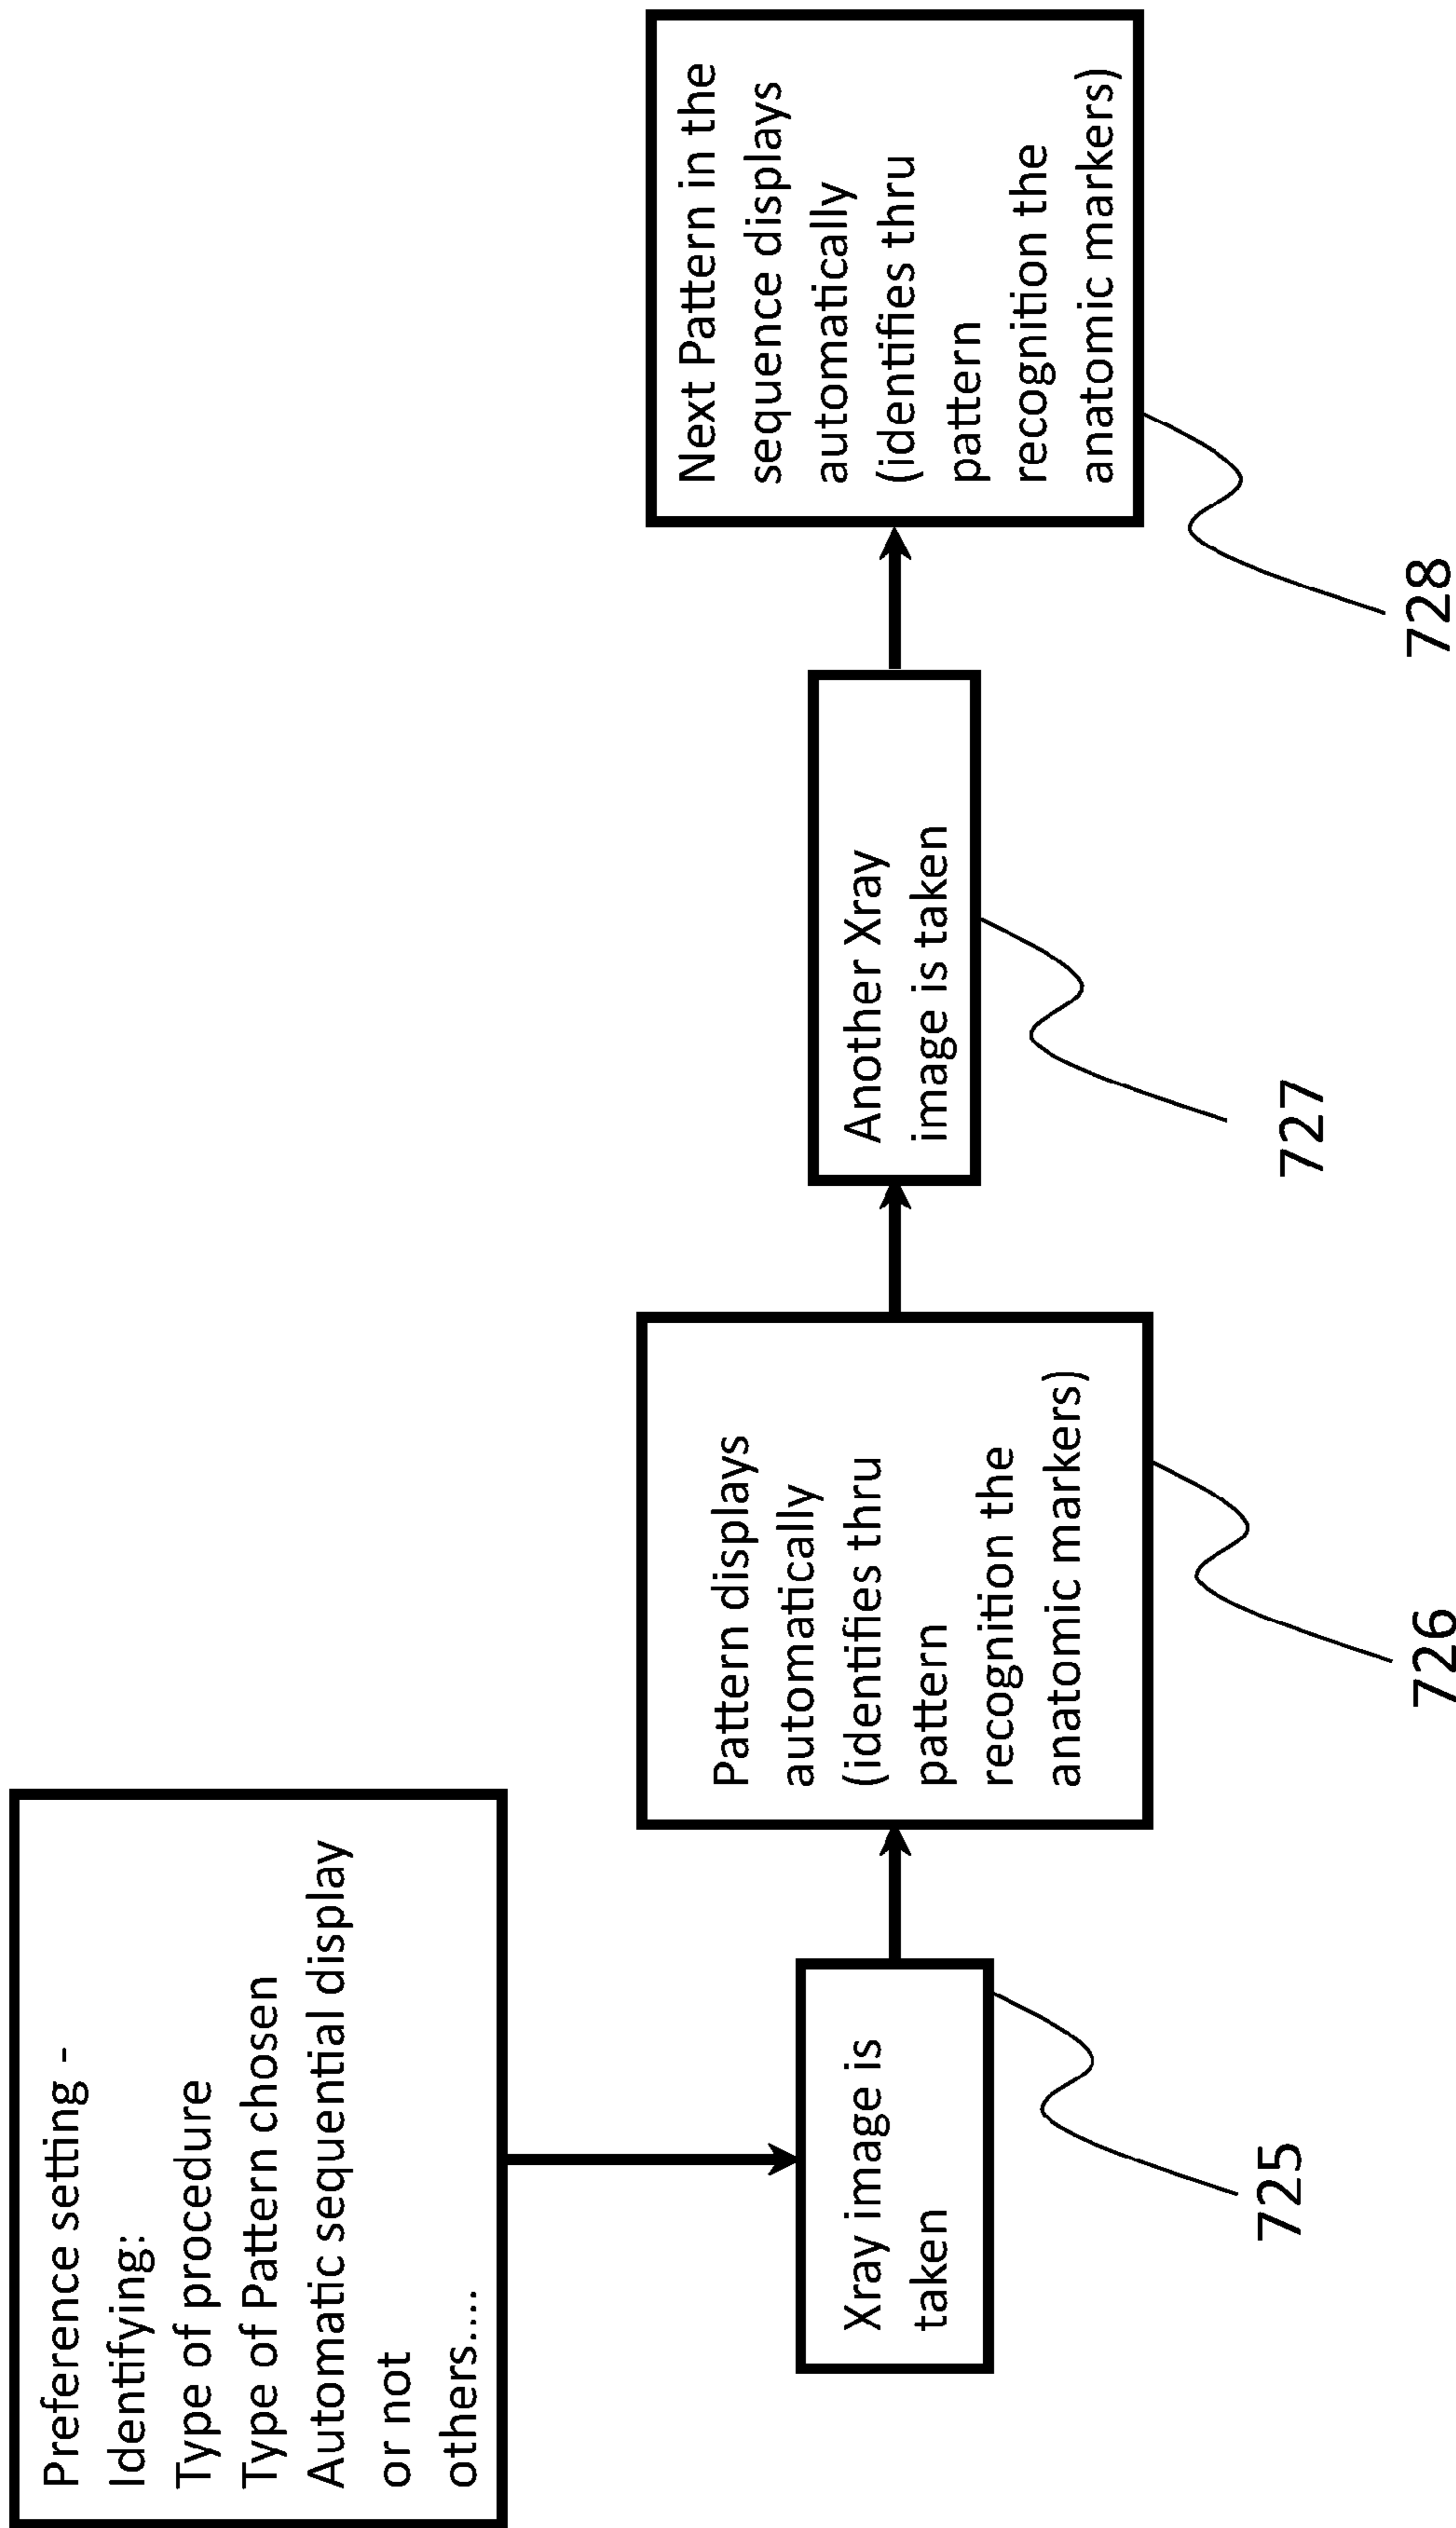 Preference setting -
Identifying:
Type of procedure
Type of Pattern chosen
Automatic sequential display
or not
others....
Xray image is
taken
725
Pattern displays
automatically
(identifies thru
pattern
recognition the
anatomic markers)
726
Another Xray
image is taken
727
Next Pattern in the
sequence displays
automatically
(identifies thru
pattern
recognition the
anatomic markers)
728